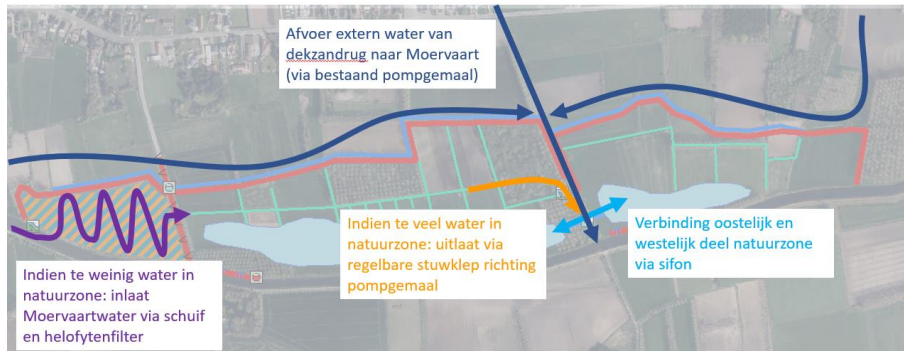 Afvoer extern water van
dekzandrug naar Moervaart
(via bestaand pompgemaal)
Indien te veel water in
natuurzone: uitlaat via
regelbare stuwklep richting
pompgemaal
Verbinding oostelijk en
westelijk deel natuurzone
via sifon
Indien te weinig water in
natuurzone: inlaat
Moervaartwater via schuif
en helofytenfilter